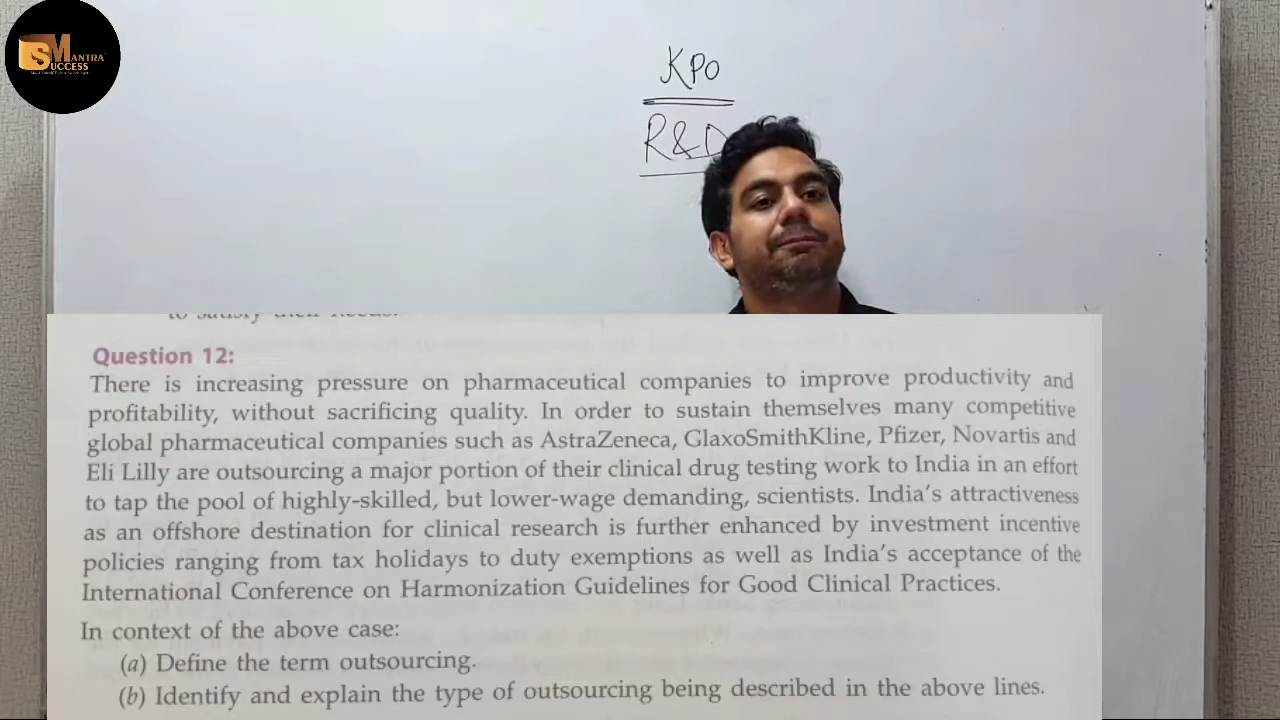 MANTRA
SUCCESS
KPO
R&D
to satisfy their needs.
Question 12:
There is increasing pressure on pharmaceutical companies to improve productivity and
profitability, without sacrificing quality. In order to sustain themselves many competitive
global pharmaceutical companies such as AstraZeneca, GlaxoSmithKline, Pfizer, Novartis and
Eli Lilly are outsourcing a major portion of their clinical drug testing work to India in an effort
to tap the pool of highly-skilled, but lower-wage demanding, scientists. India's attractiveness
as an offshore destination for clinical research is further enhanced by investment incentive
policies ranging from tax holidays to duty exemptions as well as India's acceptance of the
International Conference on Harmonization Guidelines for Good Clinical Practices.
In context of the above case:
(a) Define the term outsourcing.
(b) Identify and explain the type of outsourcing being described in the above lines.